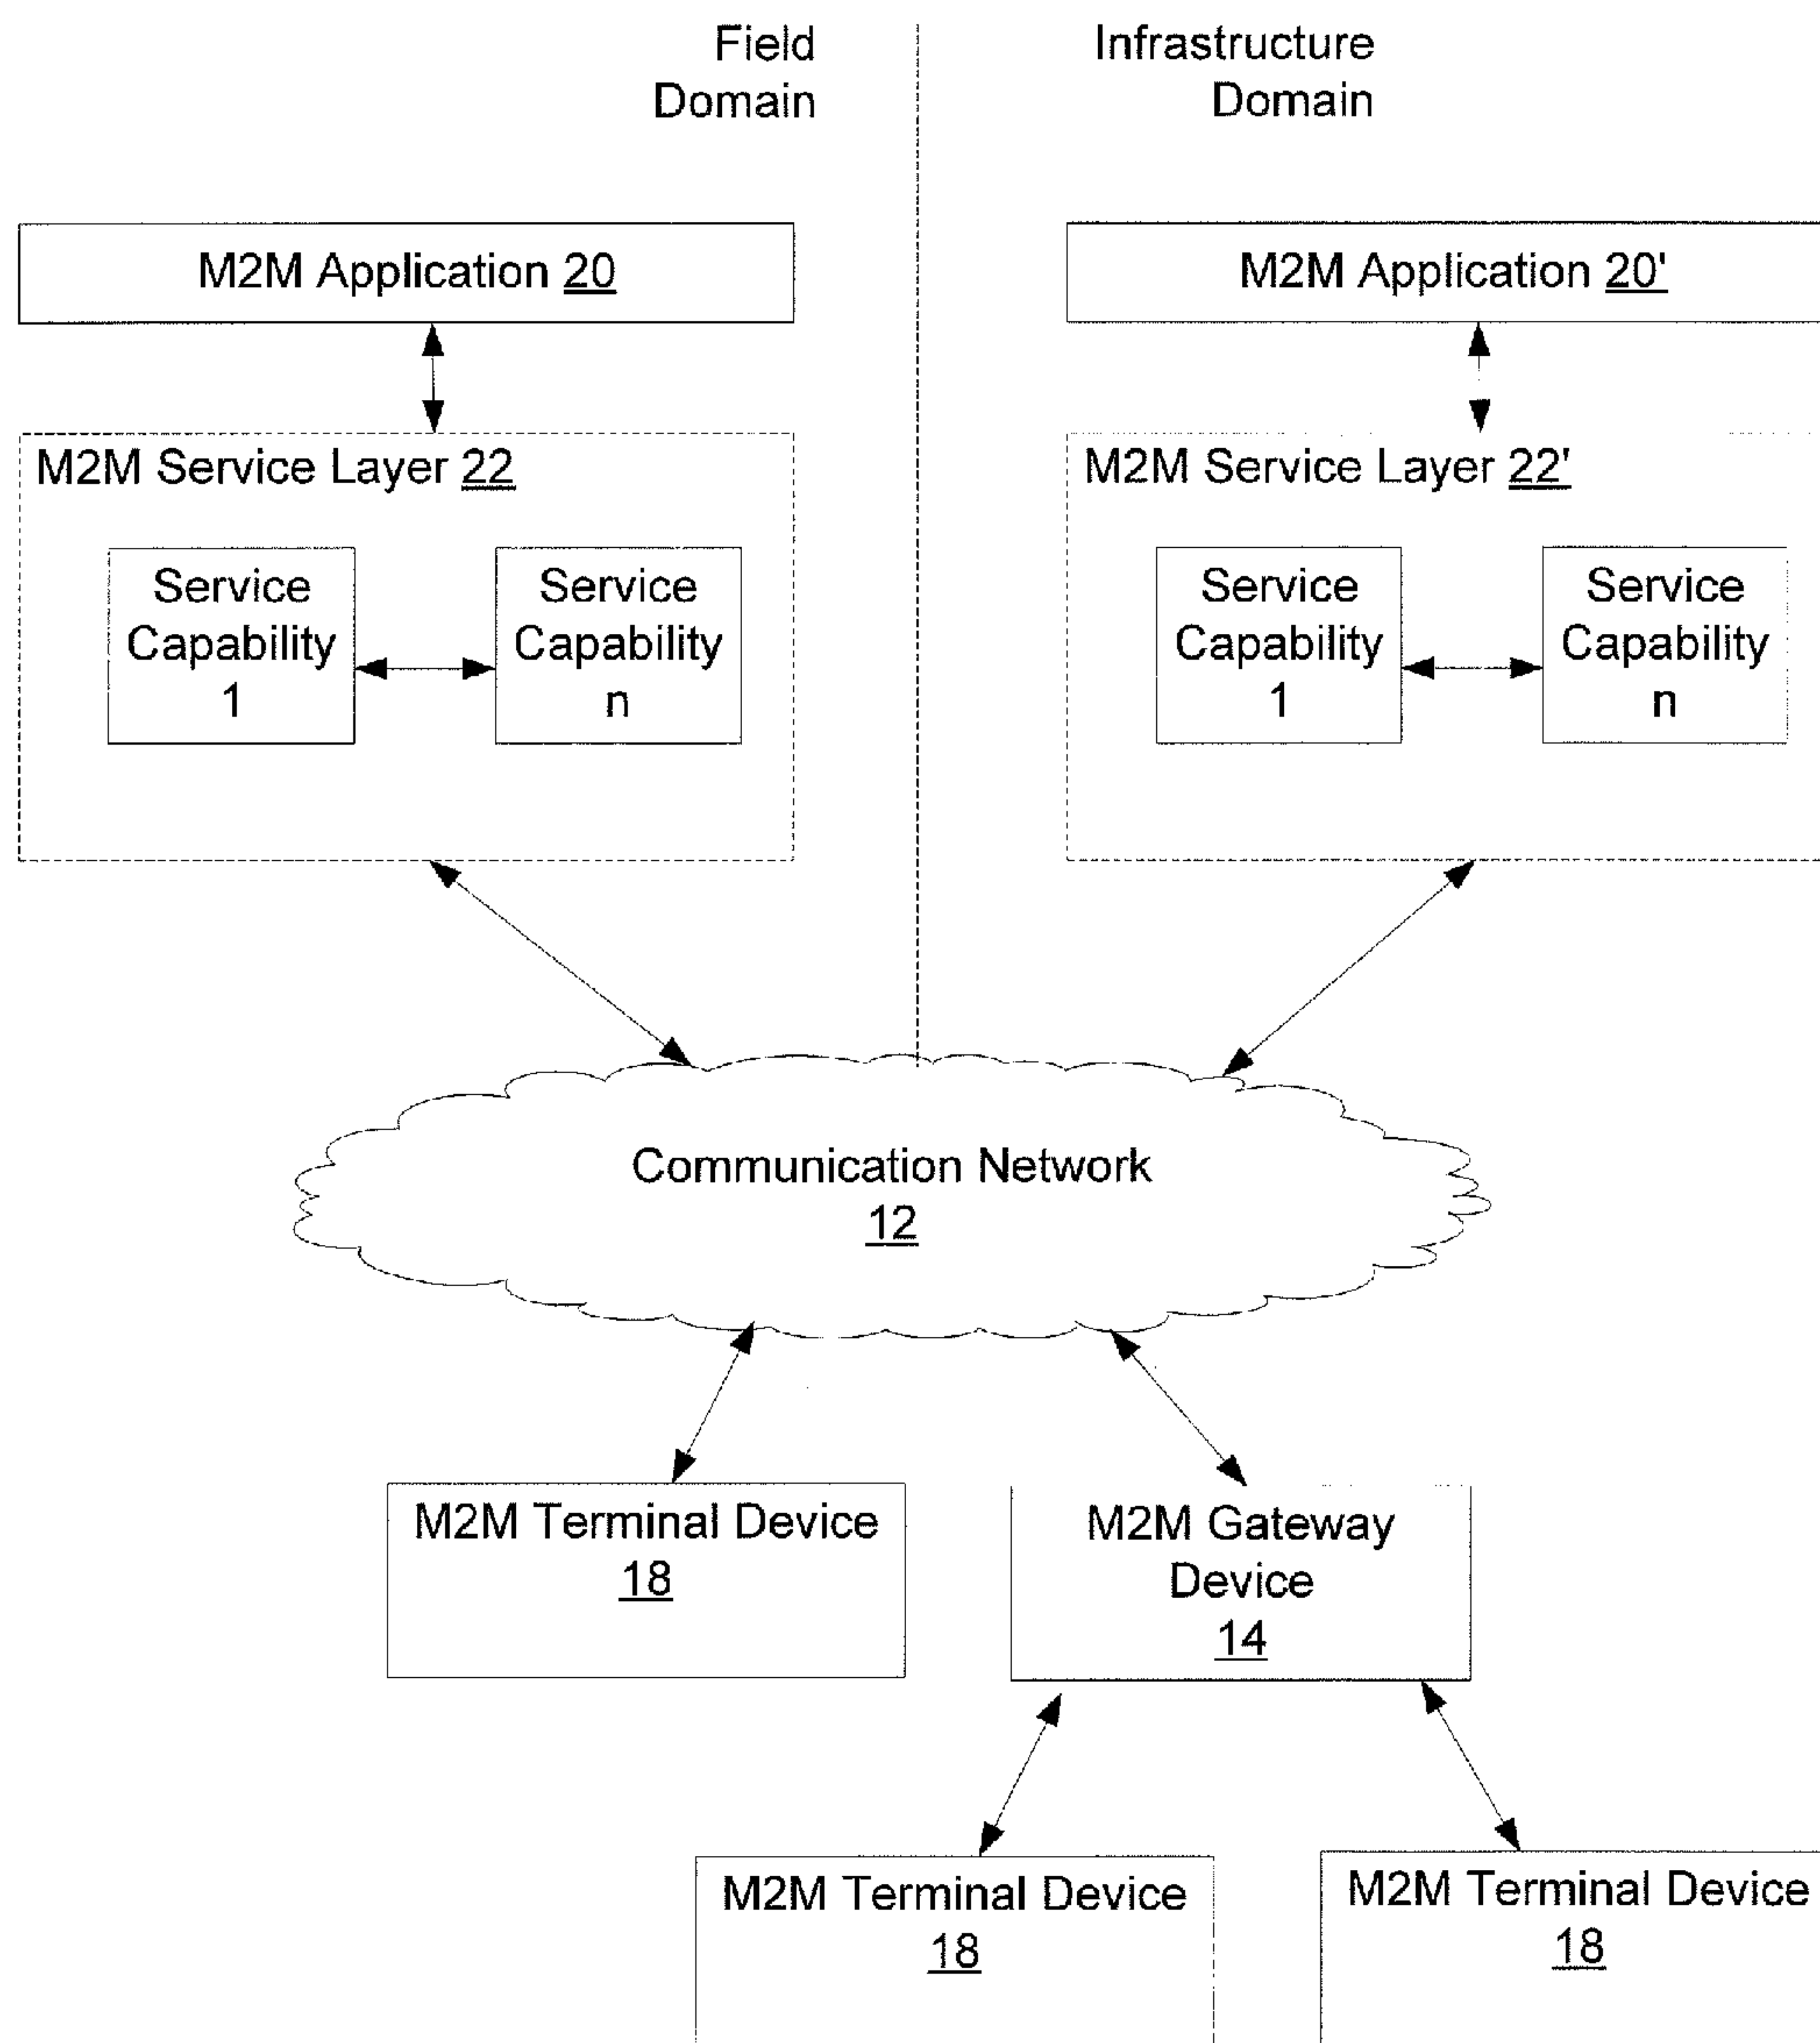 Field
Domain
Infrastructure
Domain
M2M Application 20
M2M Application 20'
M2M Service Layer 22
Service
Capability
1
Service
Capability
n
M2M Service Layer 22'
Service
Capability
1
Service
Capability
n
Communication Network
12
M2M Terminal Device
18
M2M Gateway
Device
14
M2M Terminal Device
18
M2M Terminal Device
18